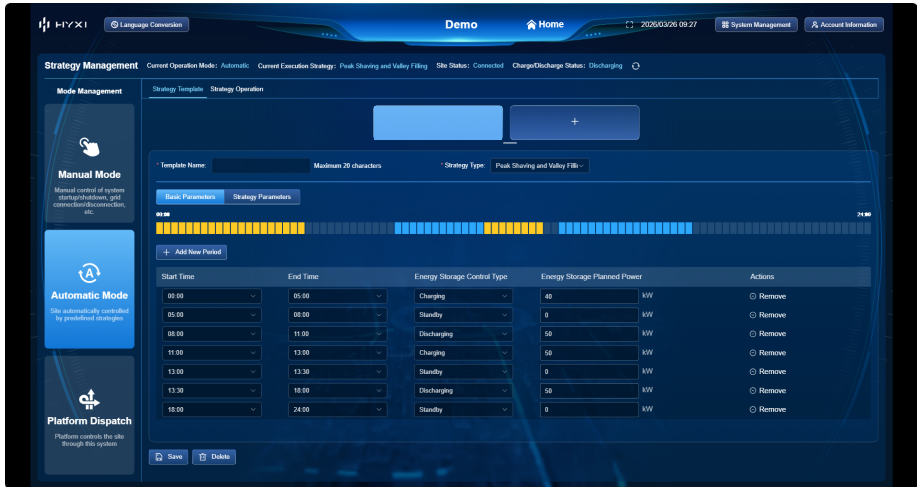 HYXI
Language Conversion
Demo
Home
2026/03/26 09:27
System Management
Account Information
Strategy Management
Current Operation Mode: Automatic
Current Execution Strategy: Peak Shaving and Valley Filling
Site Status: Connected
Charge/Discharge Status: Discharging
Mode Management
Manual Mode
Manual control of system
startup/shutdown, grid
connection/disconnection,
etc.
Automatic Mode
Site automatically controlled
by predefined strategies
Platform Dispatch
Platform controls the site
through this system
Strategy Template Strategy Operation
+
* Template Name: Maximum 20 characters
* Strategy Type: Peak Shaving and Valley Fillin
Basic Parameters Strategy Parameters
00:00 24:00
+ Add New Period
Start Time End Time Energy Storage Control Type Energy Storage Planned Power Actions
00:00 05:00 Charging 40 kW Remove
05:00 08:00 Standby 0 kW Remove
08:00 11:00 Discharging 50 kW Remove
11:00 13:00 Charging 50 kW Remove
13:00 13:30 Standby 0 kW Remove
13:30 18:00 Discharging 50 kW Remove
18:00 24:00 Standby 0 kW Remove
Save Delete